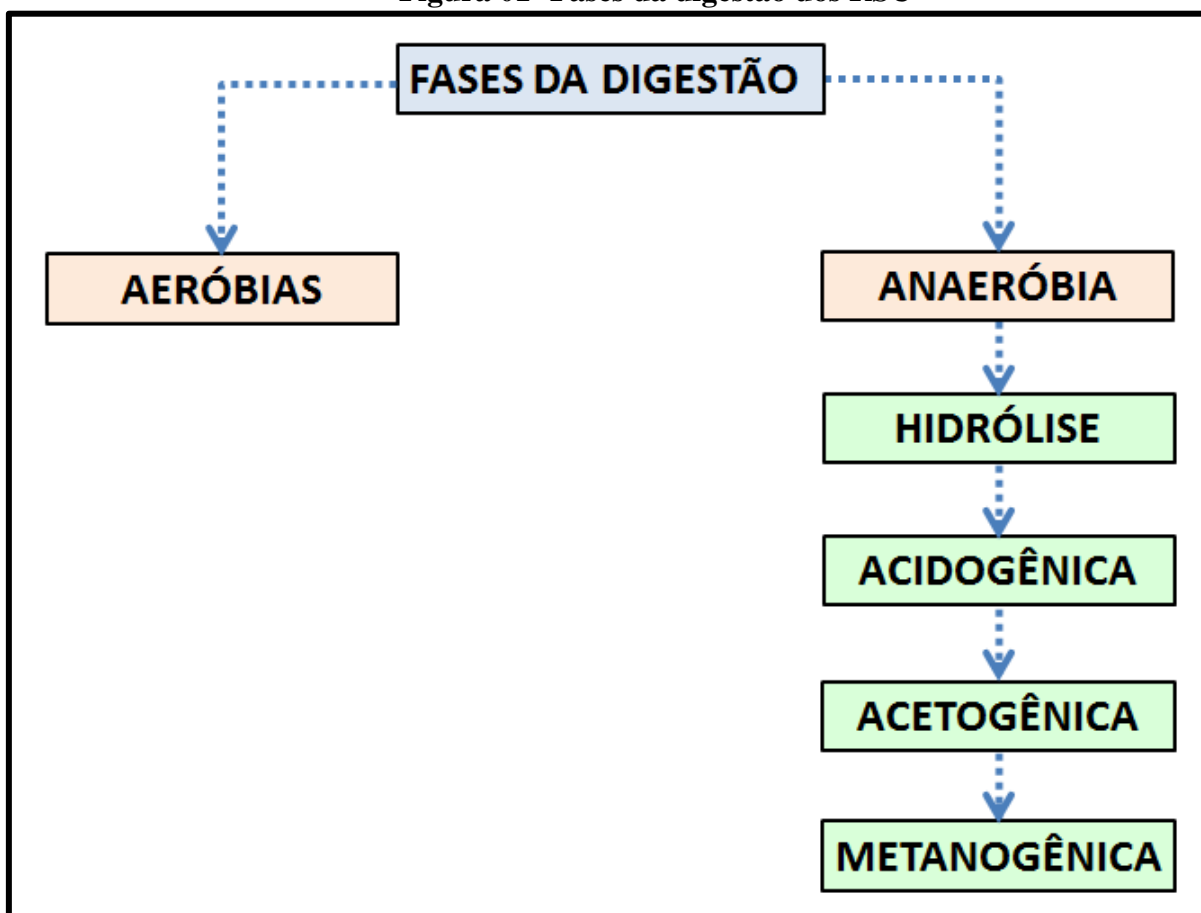 FASES DA DIGESTÃO
AERÓBIAS
ANAERÓBIA
HIDRÓLISE
ACIDOGÊNICA
ACETOGÊNICA
METANOGÊNICA